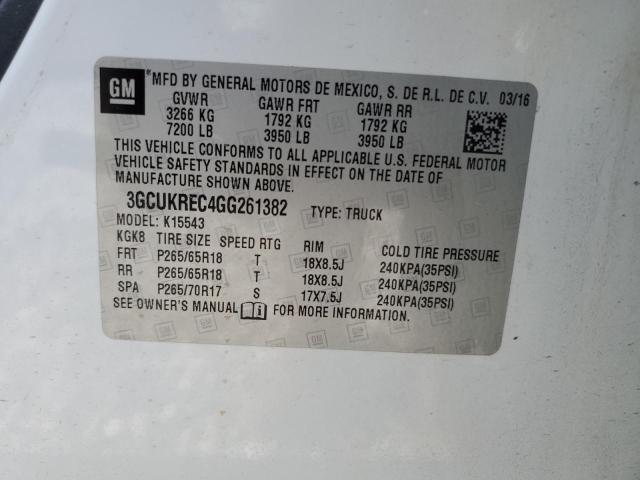 GM *MFD BY GENERAL MOTORS DE MEXICO, S. DE R.L. DE C.V. 03/16
GVWR GAWR FRT GAWR RR
3266 KG 1792 KG 1792 KG
7200 LB 3950 LB 3950 LB
THIS VEHICLE CONFORMS TO ALL APPLICABLE U.S. FEDERAL MOTOR
VEHICLE SAFETY STANDARDS IN EFFECT ON THE DATE OF
MANUFACTURE SHOWN ABOVE.
3GCUKREC4GG261382 TYPE: TRUCK
MODEL: K15543
KGK8 TIRE SIZE SPEED RTG RIM COLD TIRE PRESSURE
FRT P265/65R18 T 18X8.5J 240KPA(35PSI)
RR P265/65R18 T 18X8.5J 240KPA(35PSI)
SPA P265/70R17 S 17X7.5J 240KPA(35PSI)
SEE OWNER'S MANUAL FOR MORE INFORMATION.